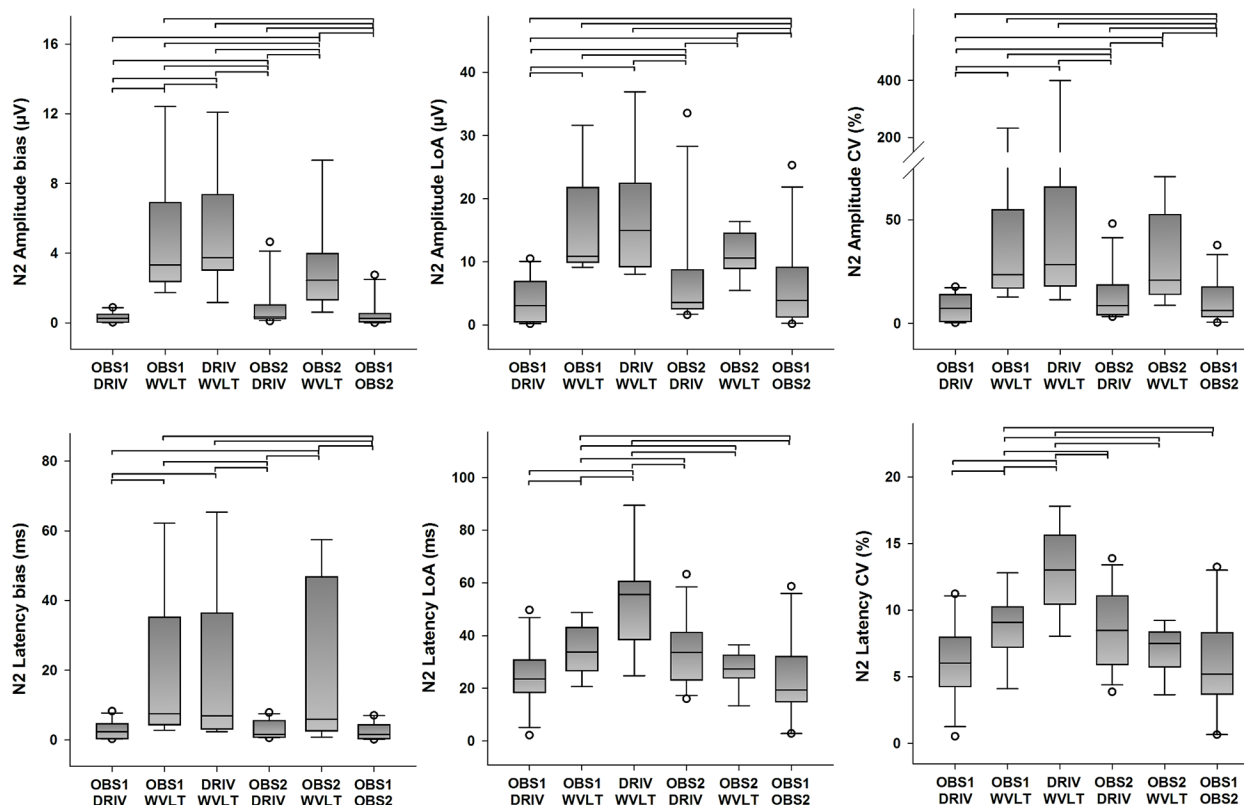 N2 Amplitude bias (µV)
16
12
8
4
0
OBS1 OBS1 DRIV OBS2 OBS2 OBS1
DRIV WVLT WVLT DRIV WVLT OBS2
N2 Amplitude LoA (µV)
40
30
20
10
0
OBS1 OBS1 DRIV OBS2 OBS2 OBS1
DRIV WVLT WVLT DRIV WVLT OBS2
N2 Amplitude CV (%)
400
200
50
0
OBS1 OBS1 DRIV OBS2 OBS2 OBS1
DRIV WVLT WVLT DRIV WVLT OBS2
N2 Latency bias (ms)
80
60
40
20
0
OBS1 OBS1 DRIV OBS2 OBS2 OBS1
DRIV WVLT WVLT DRIV WVLT OBS2
N2 Latency LoA (ms)
100
80
60
40
20
0
OBS1 OBS1 DRIV OBS2 OBS2 OBS1
DRIV WVLT WVLT DRIV WVLT OBS2
N2 Latency CV (%)
20
15
10
5
0
OBS1 OBS1 DRIV OBS2 OBS2 OBS1
DRIV WVLT WVLT DRIV WVLT OBS2